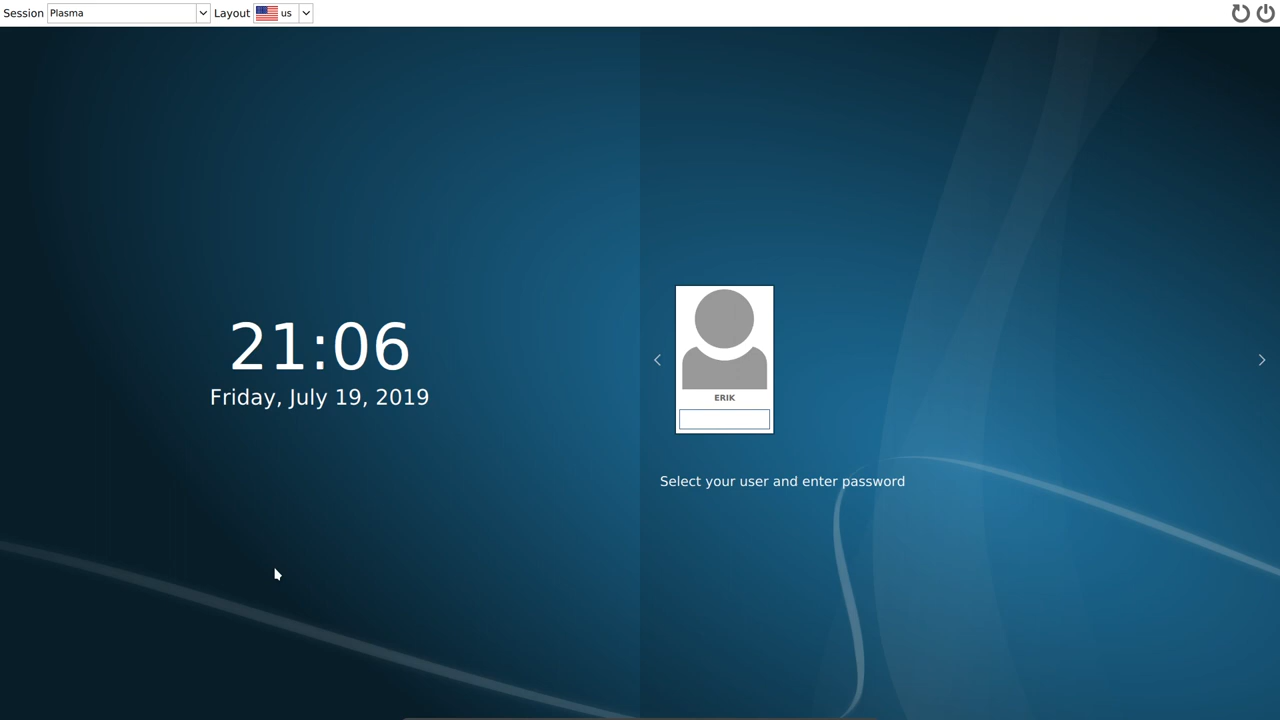 Session Plasma Layout us
21:06
Friday, July 19, 2019
ERIK
Select your user and enter password